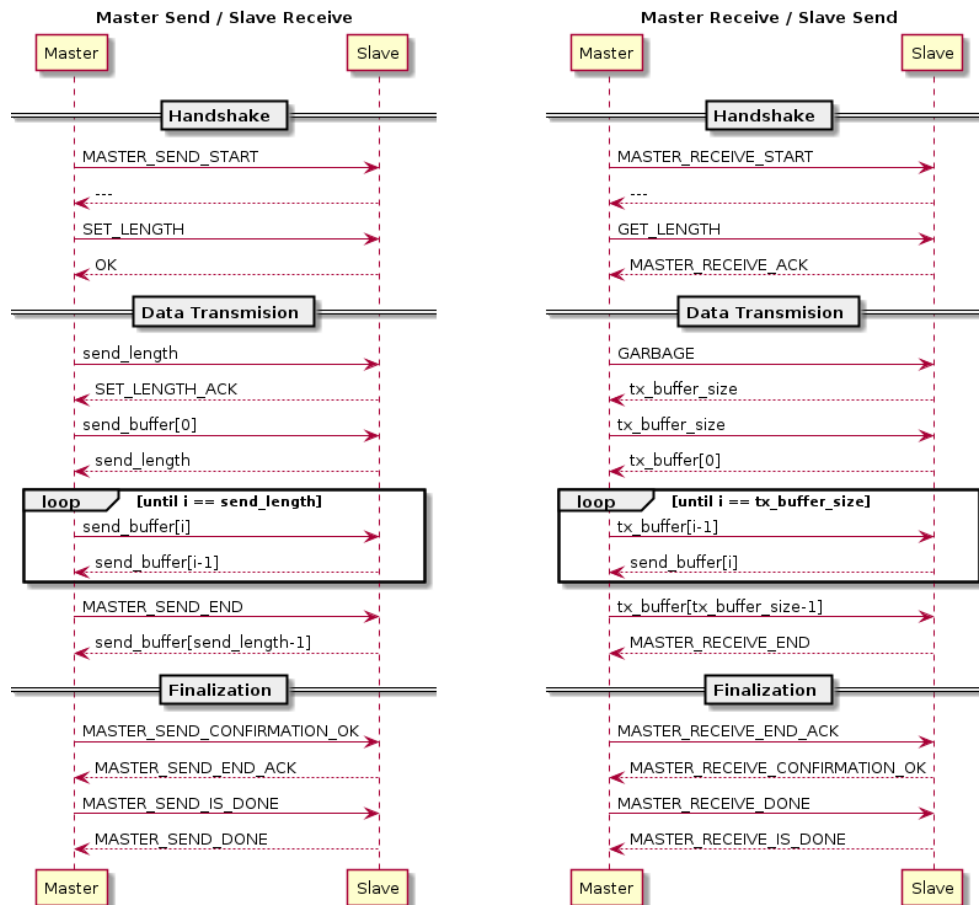 Master Send / Slave Receive
Master
Slave
Handshake
MASTER_SEND_START
---
SET_LENGTH
OK
Data Transmision
send_length
SET_LENGTH_ACK
send_buffer[0]
send_length
loop
[until i == send_length]
send_buffer[i]
send_buffer[i-1]
MASTER_SEND_END
send_buffer[send_length-1]
Finalization
MASTER_SEND_CONFIRMATION_OK
MASTER_SEND_END_ACK
MASTER_SEND_IS_DONE
MASTER_SEND_DONE
Master
Slave
Master Receive / Slave Send
Master
Slave
Handshake
MASTER_RECEIVE_START
---
GET_LENGTH
MASTER_RECEIVE_ACK
Data Transmision
GARBAGE
tx_buffer_size
tx_buffer_size
tx_buffer[0]
loop
[until i == tx_buffer_size]
tx_buffer[i-1]
send_buffer[i]
tx_buffer[tx_buffer_size-1]
MASTER_RECEIVE_END
Finalization
MASTER_RECEIVE_END_ACK
MASTER_RECEIVE_CONFIRMATION_OK
MASTER_RECEIVE_DONE
MASTER_RECEIVE_IS_DONE
Master
Slave